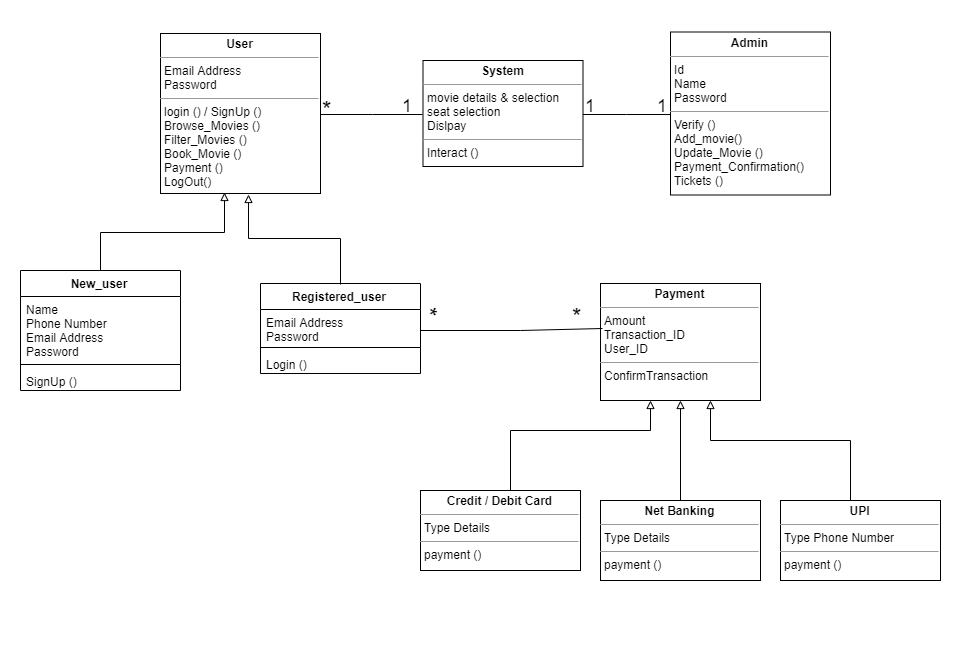 User
Email Address
Password
login () / SignUp ()
Browse_Movies ()
Filter_Movies ()
Book_Movie ()
Payment ()
LogOut()
*
1
System
movie details & selection
seat selection
DIslpay
Interact ()
1
1
Admin
Id
Name
Password
Verify ()
Add_movie()
Update_Movie ()
Payment_Confirmation()
Tickets ()
New_user
Name
Phone Number
Email Address
Password
SignUp ()
Registered_user
Email Address
Password
Login ()
*
*
Payment
Amount
Transaction_ID
User_ID
ConfirmTransaction
Credit / Debit Card
Type Details
payment ()
Net Banking
Type Details
payment ()
UPI
Type Phone Number
payment ()